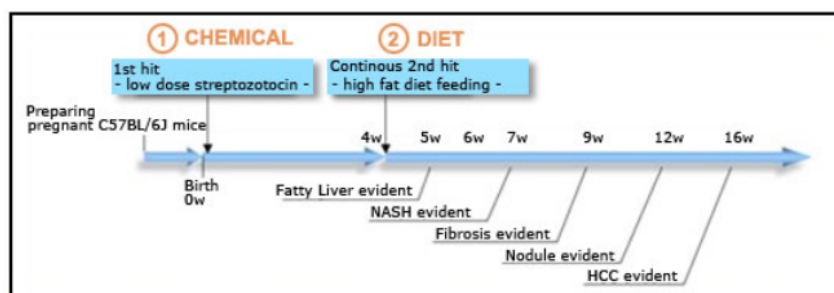 1 CHEMICAL
2 DIET
1st hit
- low dose streptozotocin -
Continous 2nd hit
- high fat diet feeding -
Preparing
pregnant C57BL/6J mice
4w 5w 6w 7w 9w 12w 16w
Birth
0w
Fatty Liver evident
NASH evident
Fibrosis evident
Nodule evident
HCC evident